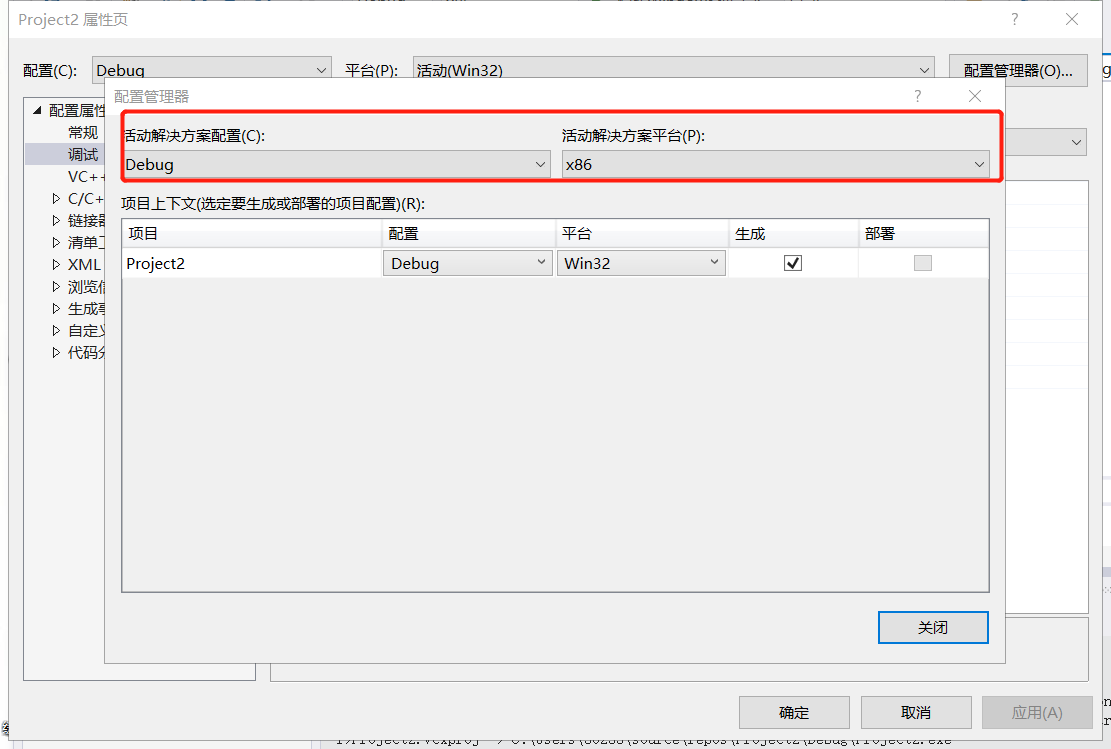 Project2 属性页
配置(C): Debug 平台(P): 活动(Win32) 配置管理器(O)...
配置管理器
活动解决方案配置(C): 活动解决方案平台(P):
Debug x86
项目上下文(选定要生成或部署的项目配置)(R):
项目 配置 平台 生成 部署
Project2 Debug Win32
配置属性
常规
调试
VC++
C/C+
链接器
清单工
XML
浏览信
生成事
自定义
代码分
关闭
确定 取消 应用(A)